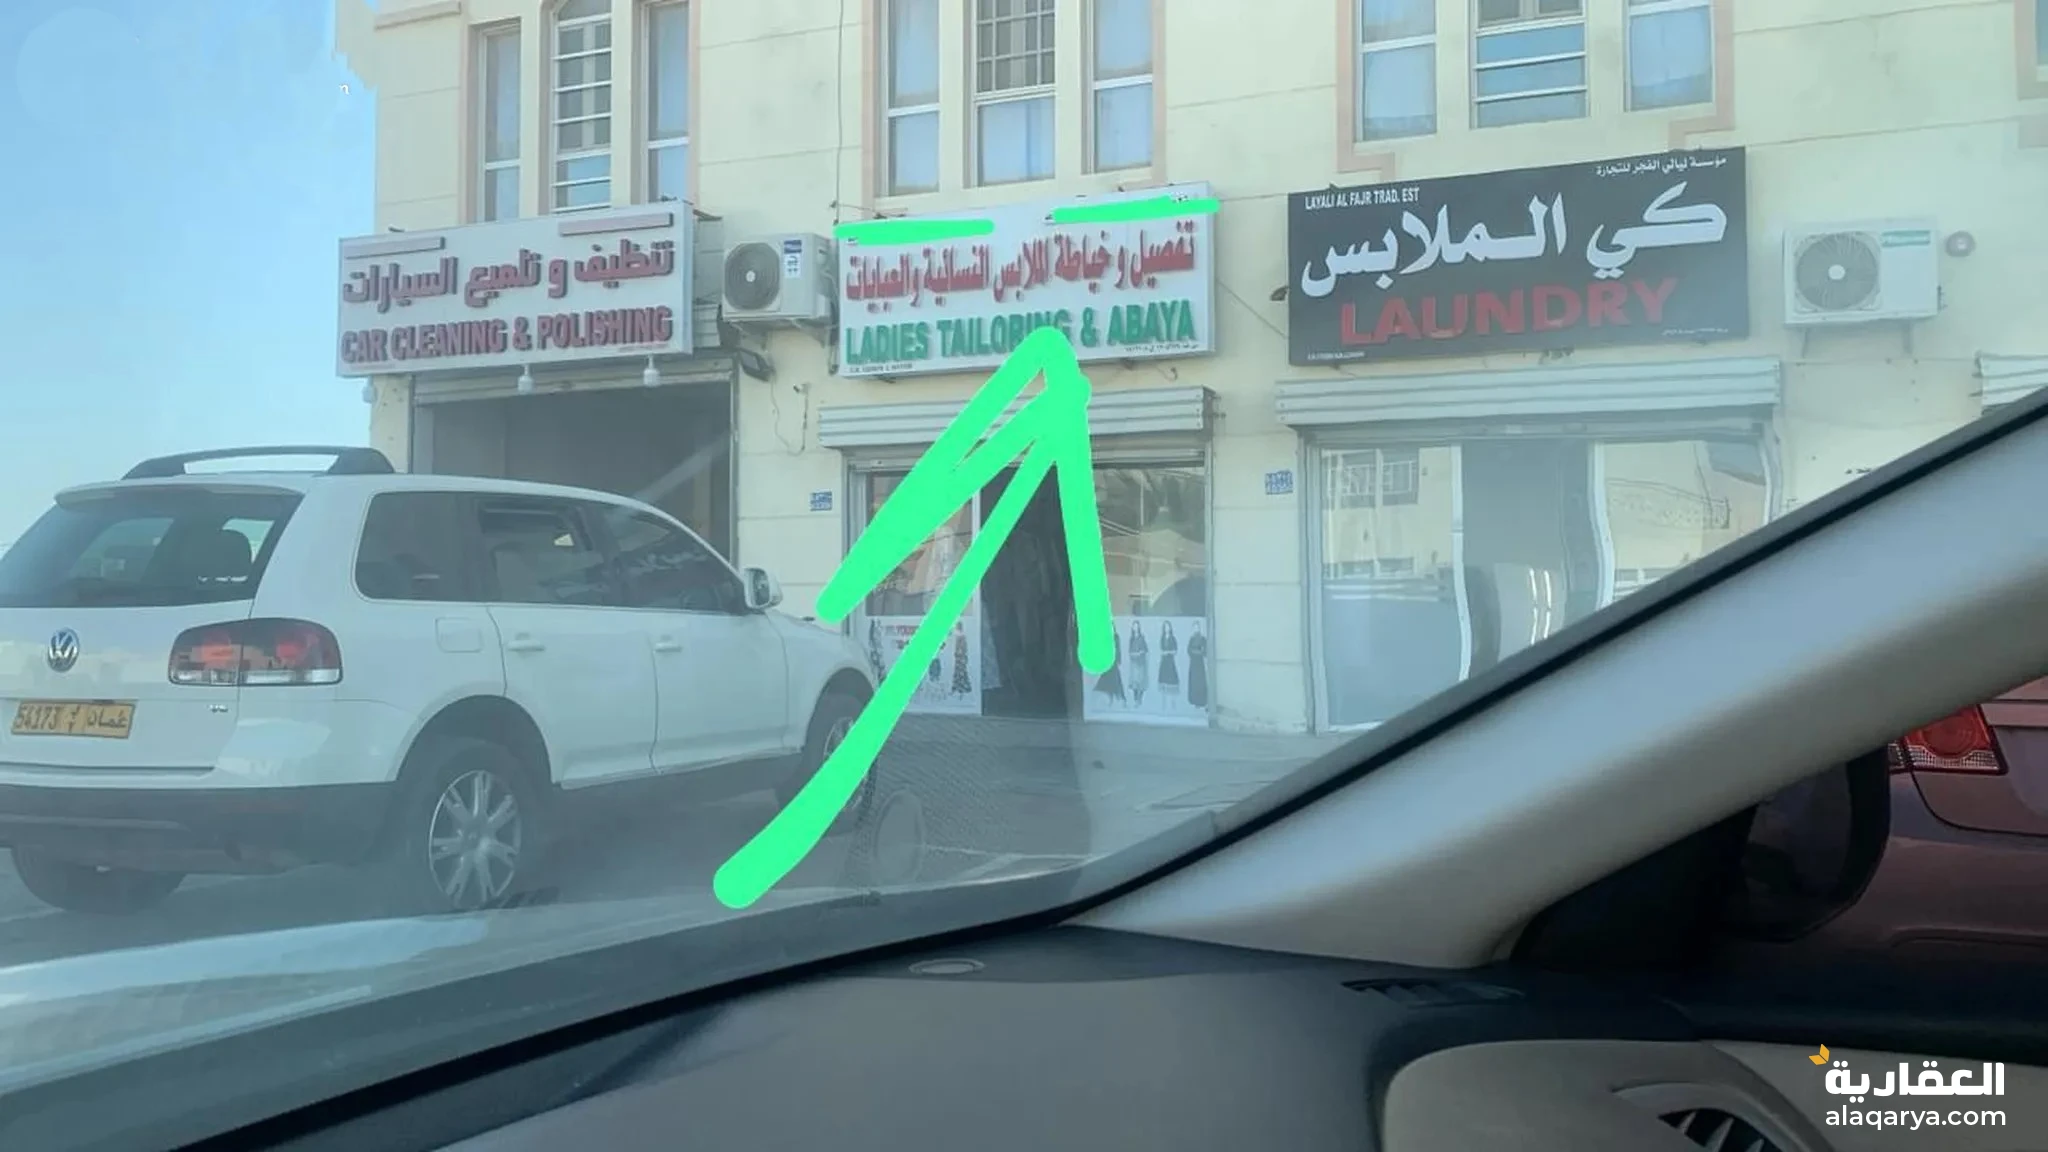 تنظيف و تلميع السيارات
CAR CLEANING & POLISHING
تفصيل و خياطة الملابس النسائية والعبايات
LADIES TAILORING & ABAYA
مؤسسة ليالي الفجر للتجارة
LAYALI AL FAJR TRAD. EST
كي الملابس
LAUNDRY
54173
عمان
العقارية
alaqarya.com